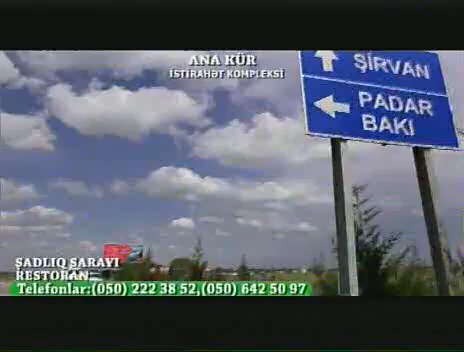 ANA KÜR
İSTİRAHƏT KOMPLEKSİ
ŞİRVAN
PADAR
BAKI
ŞADLIQ SARAYI
RESTORAN
Telefonlar:(050) 222 38 52,(050) 642 50 97